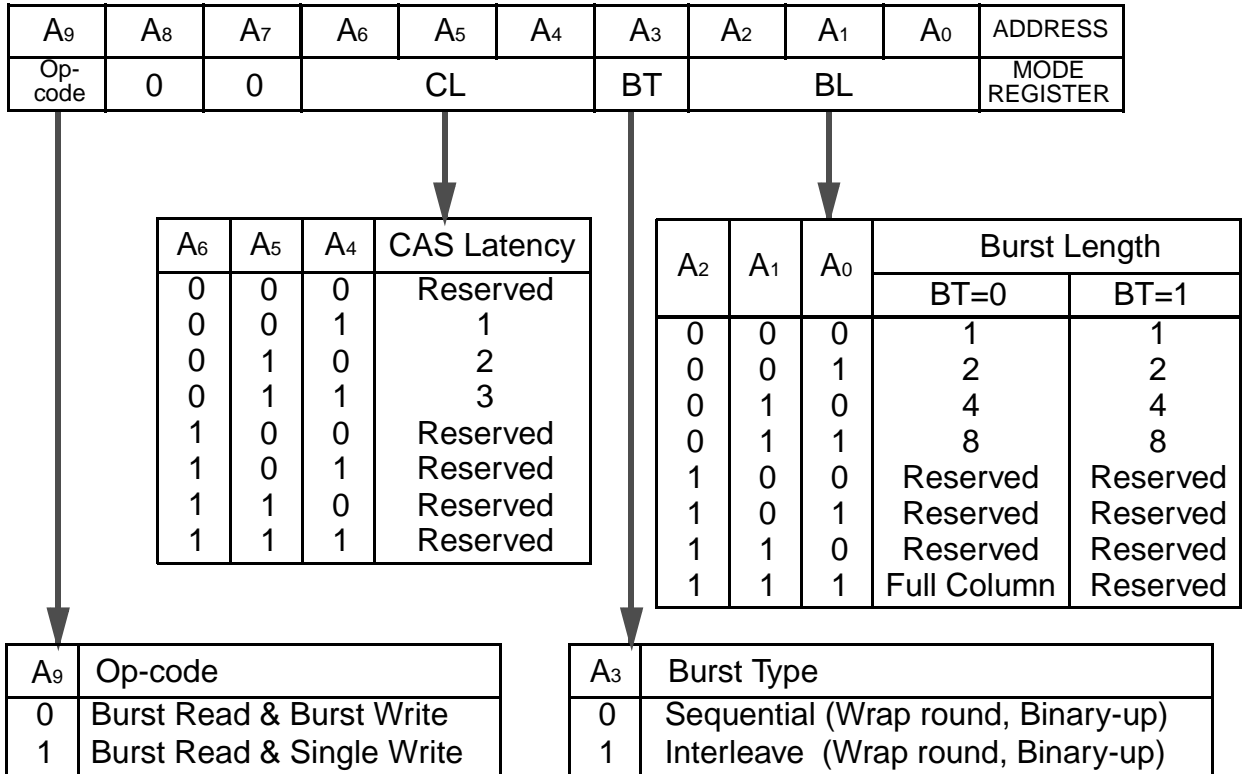 A9 A8 A7 A6 A5 A4 A3 A2 A1 A0 ADDRESS
Op-code 0 0 CL BT BL MODE REGISTER
A6 A5 A4 CAS Latency
0 0 0 Reserved
0 0 1 1
0 1 0 2
0 1 1 3
1 0 0 Reserved
1 0 1 Reserved
1 1 0 Reserved
1 1 1 Reserved
A2 A1 A0 Burst Length
BT=0 BT=1
0 0 0 1 1
0 0 1 2 2
0 1 0 4 4
0 1 1 8 8
1 0 0 Reserved Reserved
1 0 1 Reserved Reserved
1 1 0 Reserved Reserved
1 1 1 Full Column Reserved
A9 Op-code
0 Burst Read & Burst Write
1 Burst Read & Single Write
A3 Burst Type
0 Sequential (Wrap round, Binary-up)
1 Interleave (Wrap round, Binary-up)